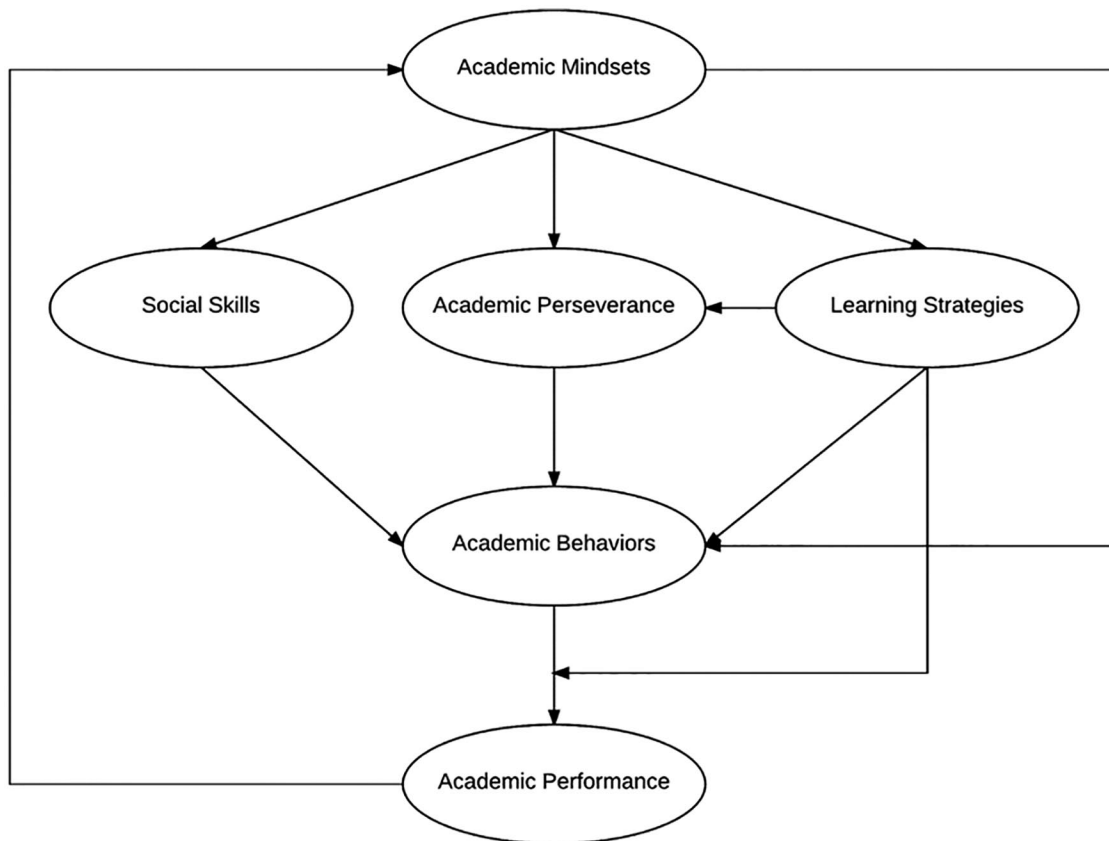 Academic Mindsets
Social Skills
Academic Perseverance
Learning Strategies
Academic Behaviors
Academic Performance